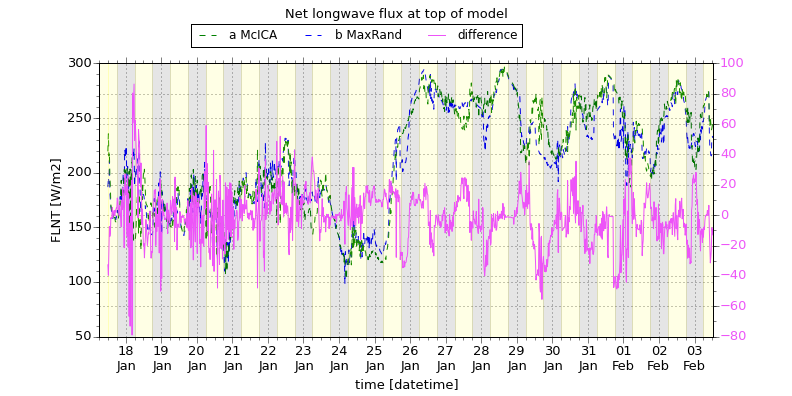 Net longwave flux at top of model
a McICA b MaxRand difference
FLNT [W/m2]
300
250
200
150
100
50
100
80
60
40
20
0
−20
−40
−60
−80
18 19 20 21 22 23 24 25 26 27 28 29 30 31 01 02 03
Jan Jan Jan Jan Jan Jan Jan Jan Jan Jan Jan Jan Jan Jan Feb Feb Feb
time [datetime]